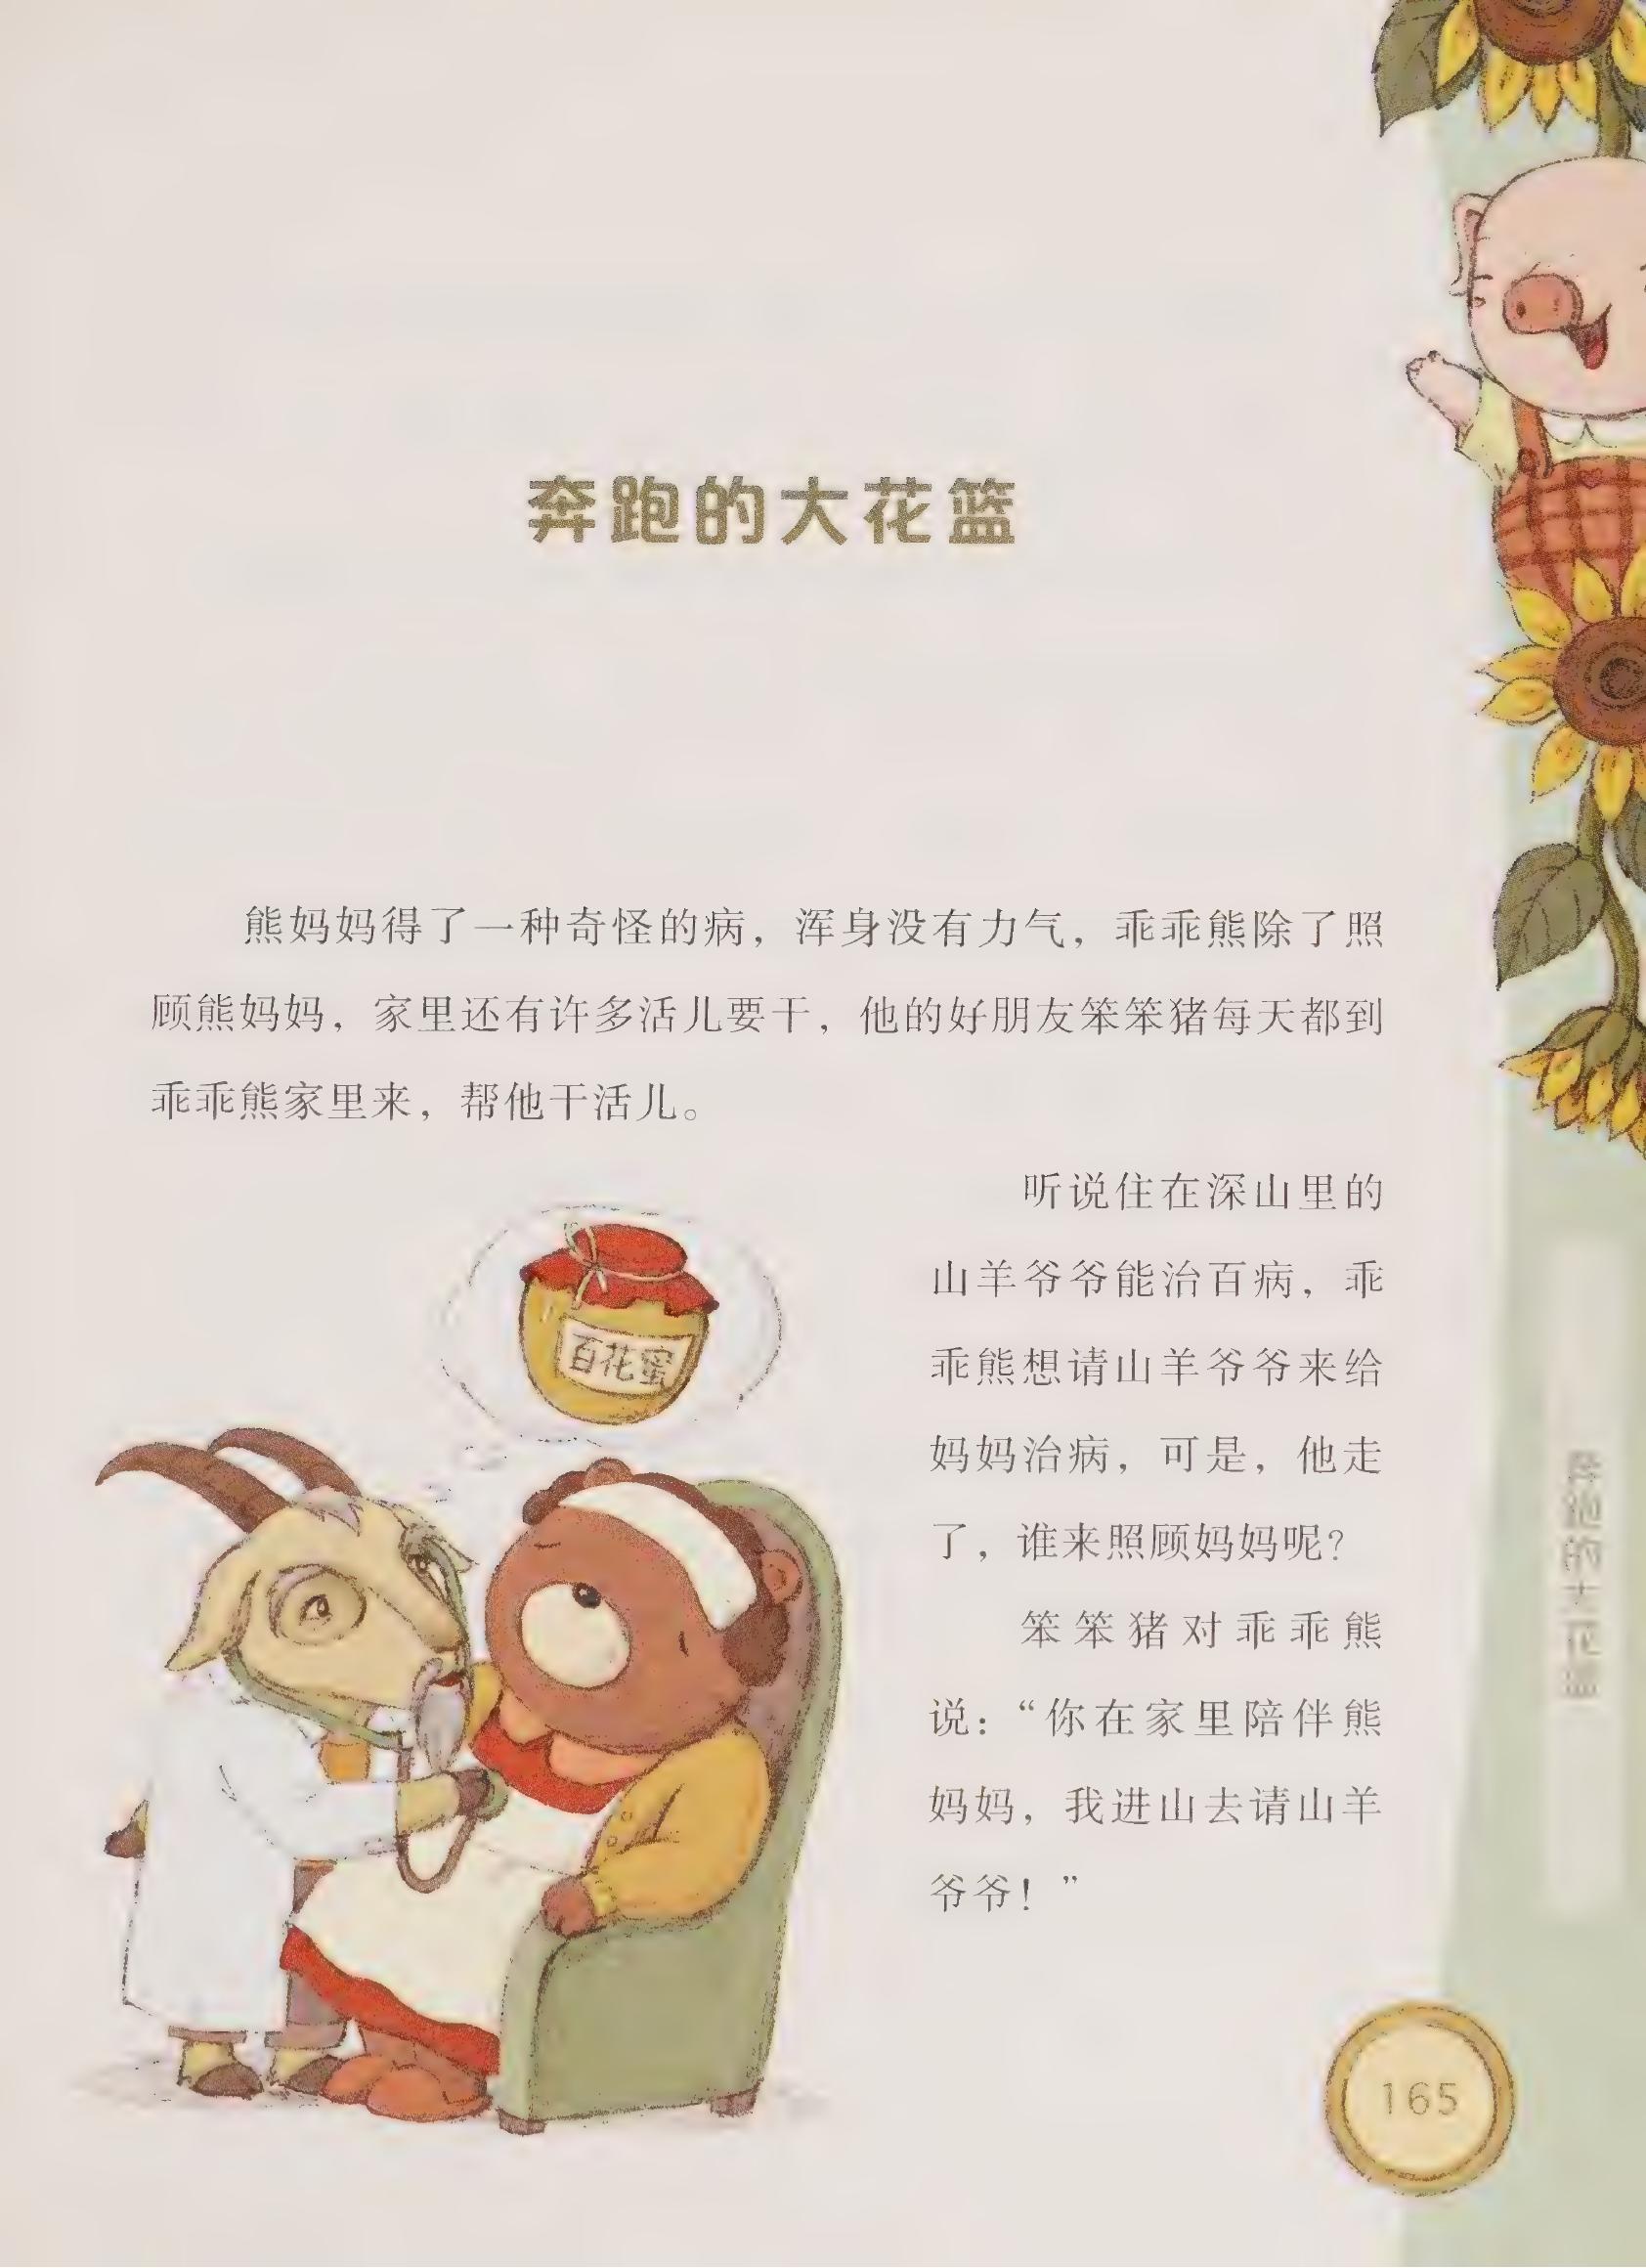 奔跑的大花篮
熊妈妈得了一种奇怪的病，浑身没有力气，乖乖熊除了照
顾熊妈妈，家里还有许多活儿要干，他的好朋友笨笨猪每天都到
乖乖熊家里来，帮他干活儿。
听说住在深山里的
山羊爷爷能治百病，乖
乖熊想请山羊爷爷来给
妈妈治病，可是，他走
了，谁来照顾妈妈呢？
笨笨猪对乖乖熊
说：“你在家里陪伴熊
妈妈，我进山去请山羊
爷爷！”
百花蜜
奔跑的大花篮
165